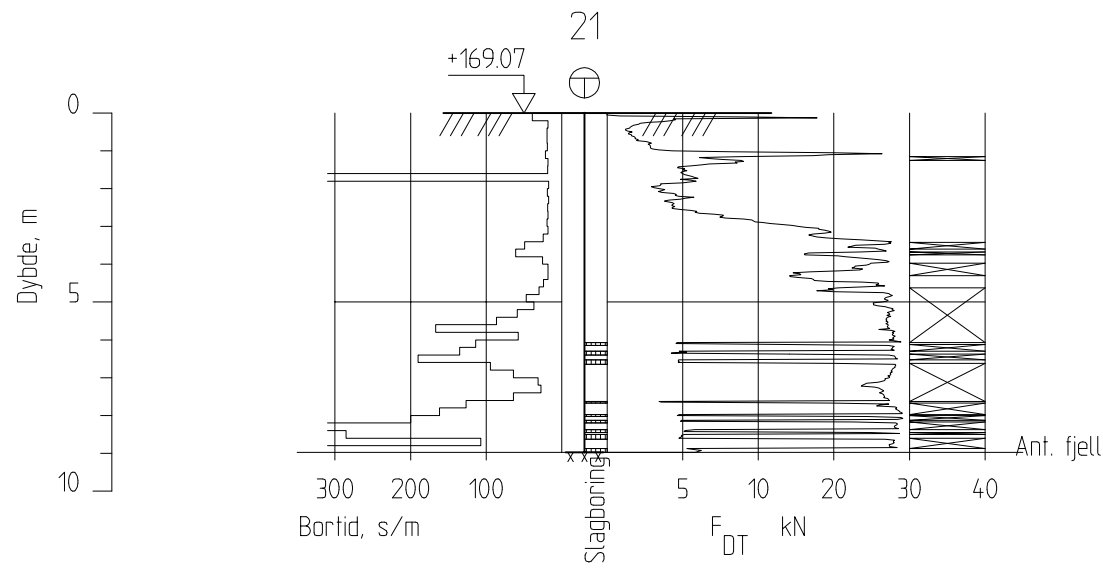 21
+169.07
0
Dybde, m
5
10
Ant. fjell
300 200 100
5 10 20 30 40
Bortid, s/m
Slagboring
FDT kN
x x x